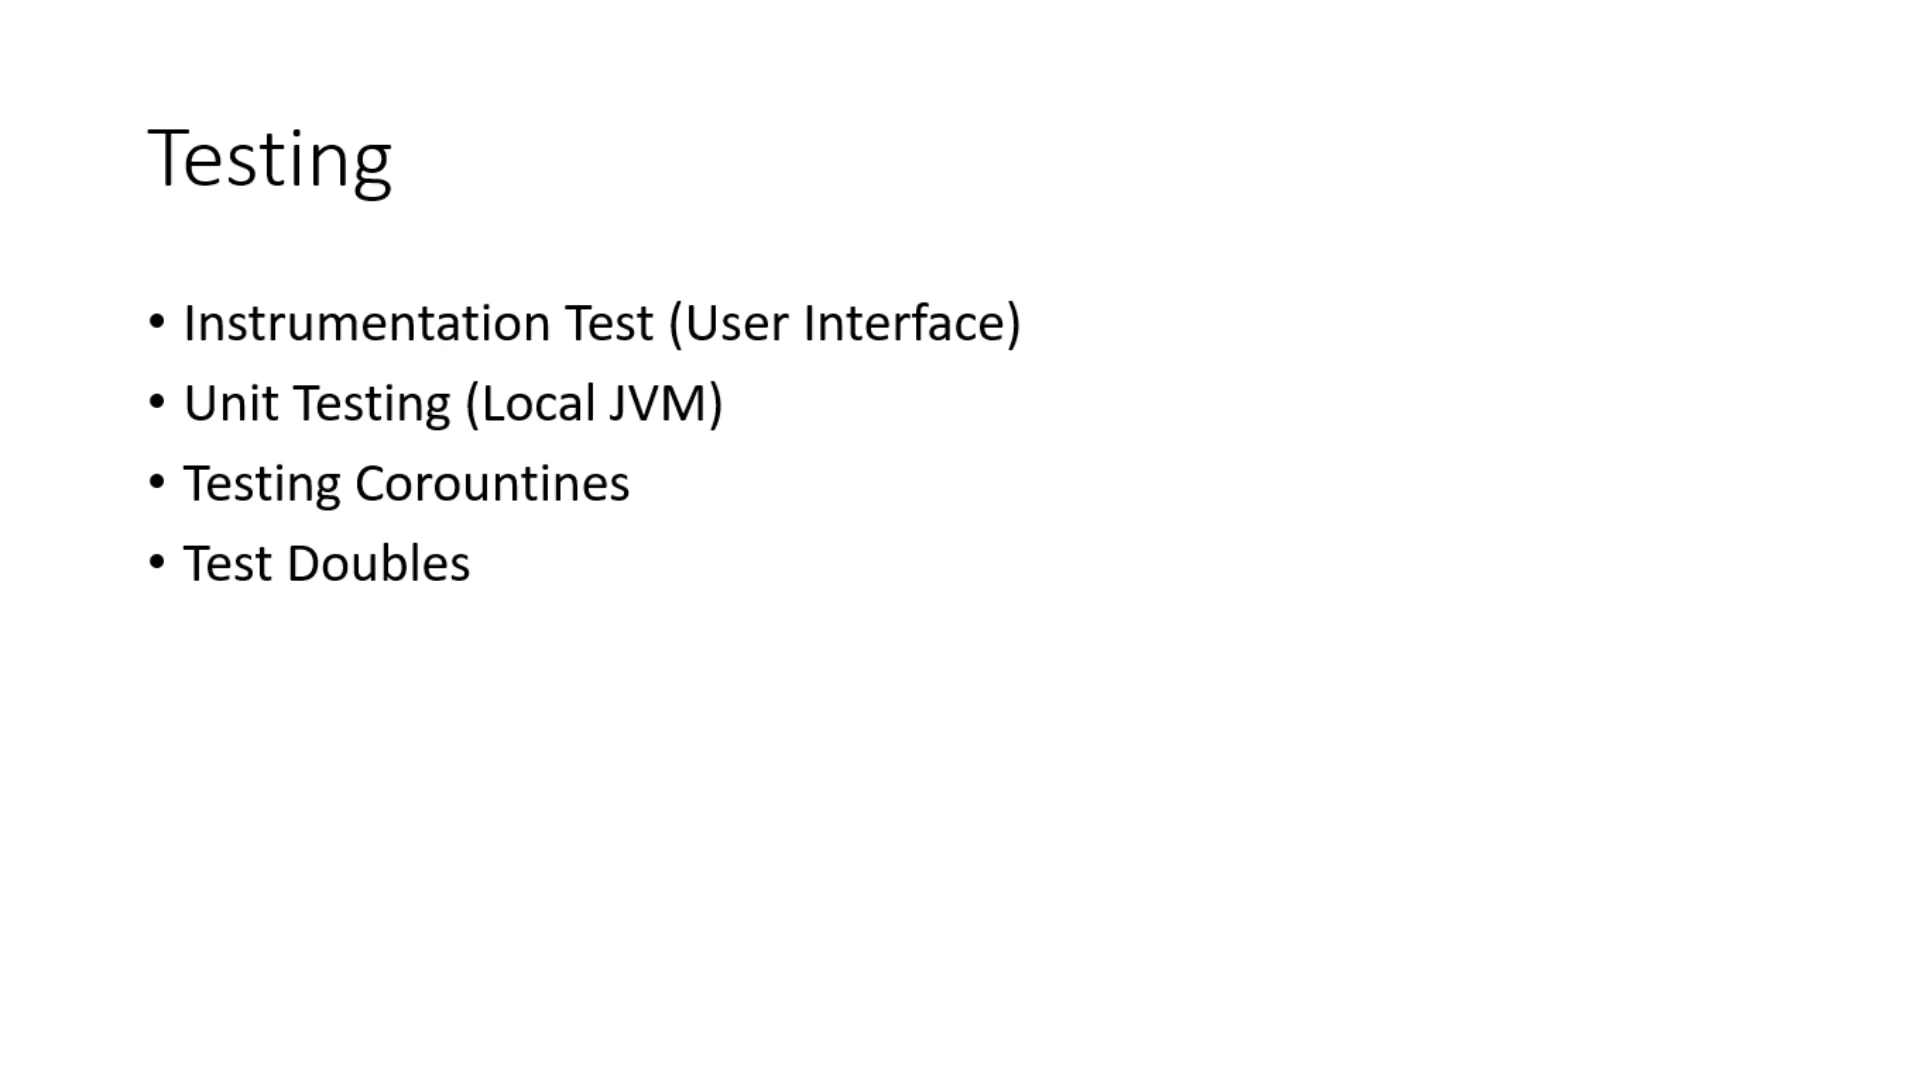 Testing
• Instrumentation Test (User Interface)
• Unit Testing (Local JVM)
• Testing Corountines
• Test Doubles